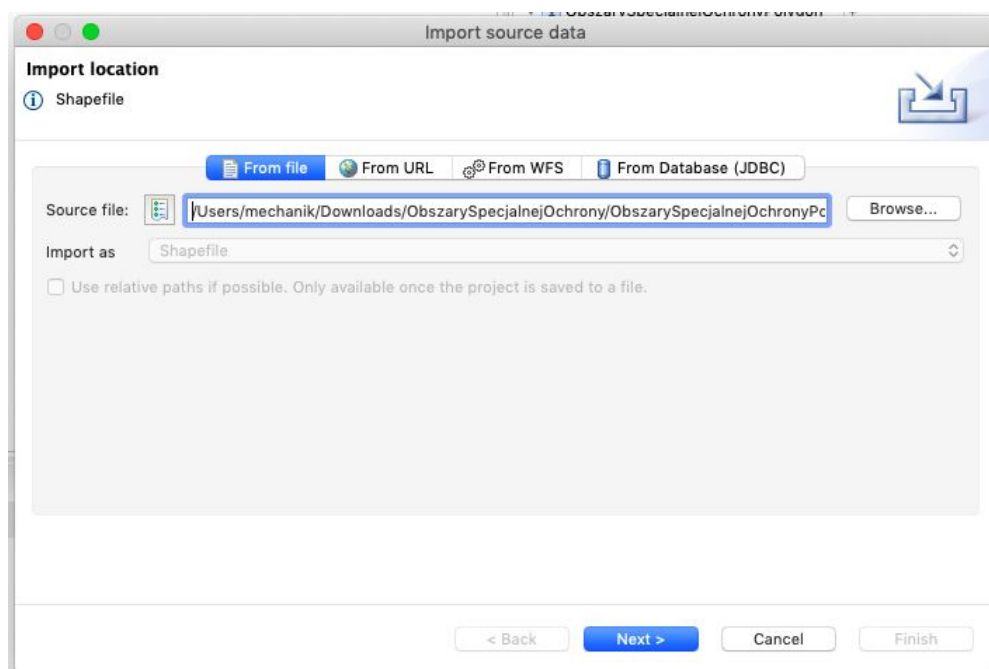 Import source data
Import location
Shapefile
From file From URL From WFS From Database (JDBC)
Source file: /Users/mechanik/Downloads/ObszarySpecjalnejOchrony/ObszarySpecjalnejOchronyPo Browse...
Import as Shapefile
Use relative paths if possible. Only available once the project is saved to a file.
< Back Next > Cancel Finish